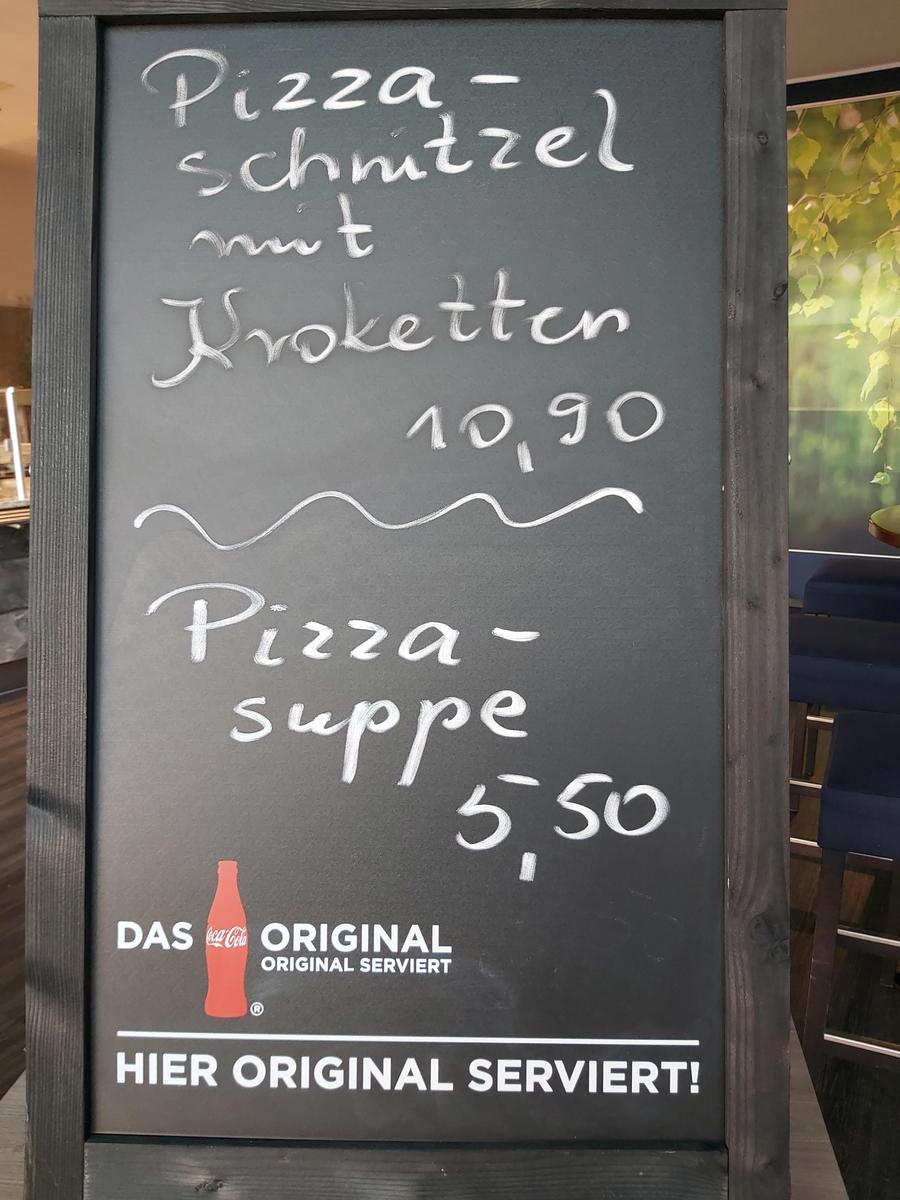 Pizza-
schnitzel
mit
Kroketten
10,90
Pizza-
suppe
5,50
DAS Coca-Cola ORIGINAL
ORIGINAL SERVIERT
®
HIER ORIGINAL SERVIERT!